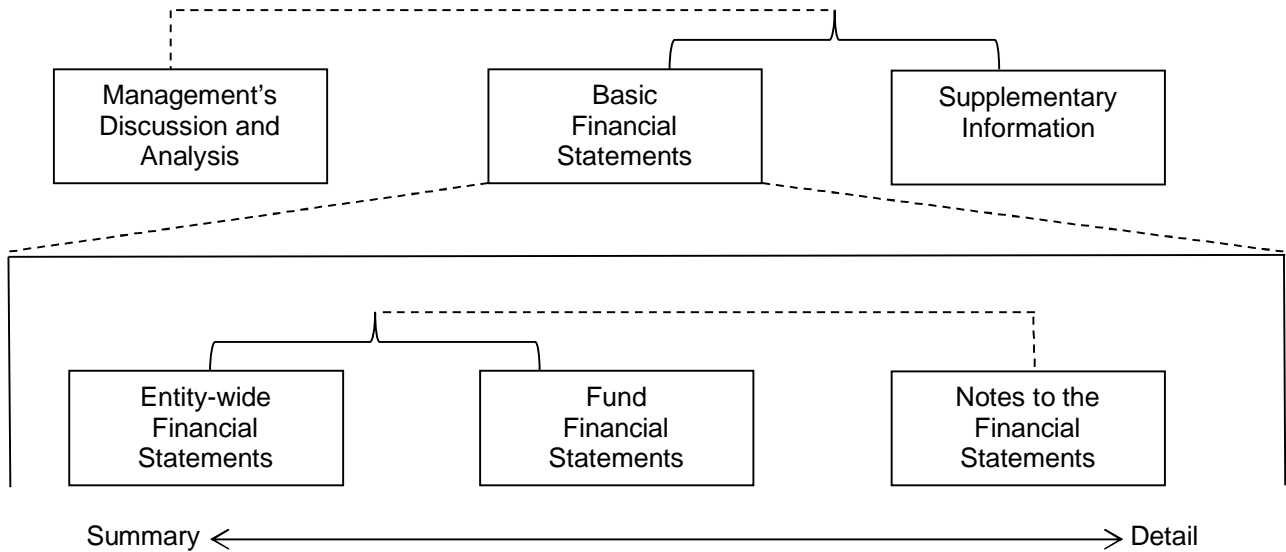 Management’s
Discussion and
Analysis
Basic
Financial
Statements
Supplementary
Information
Entity-wide
Financial
Statements
Fund
Financial
Statements
Notes to the
Financial
Statements
Summary
Detail